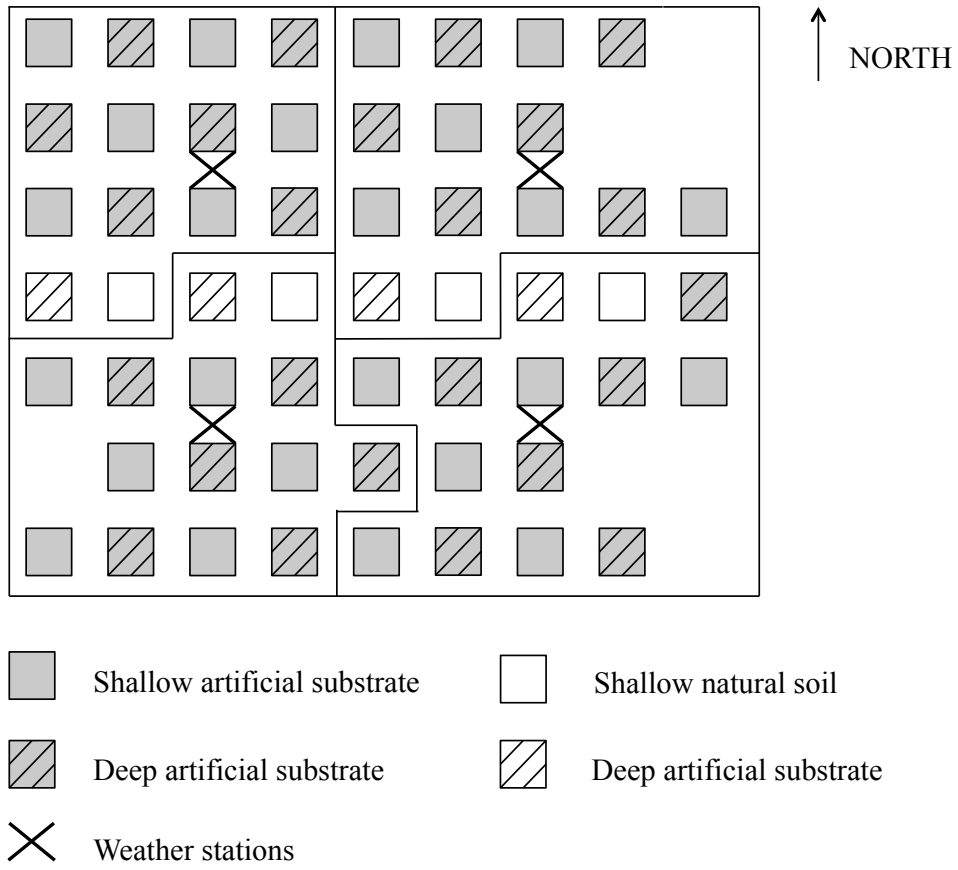 NORTH
Shallow artificial substrate
Shallow natural soil
Deep artificial substrate
Deep artificial substrate
Weather stations